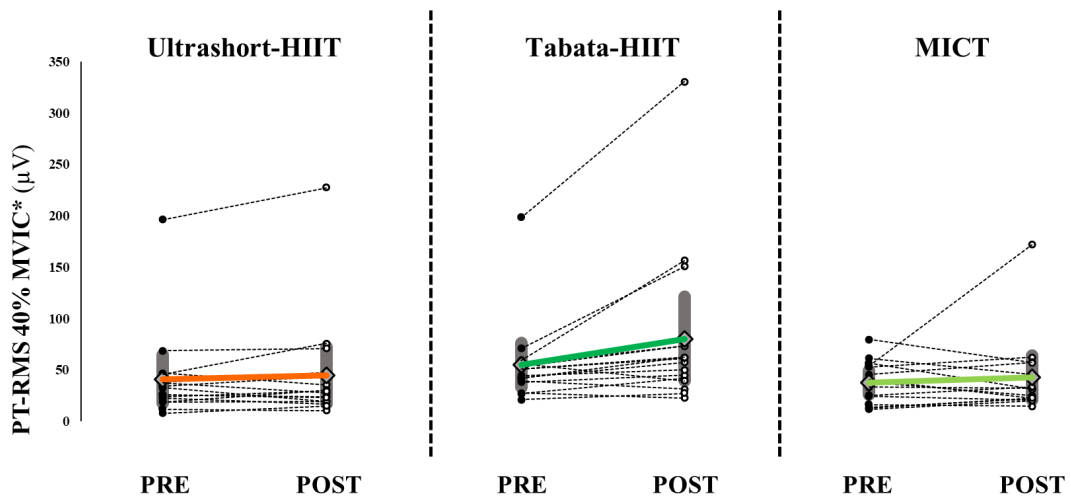 Ultrashort-HIIT
Tabata-HIIT
MICT
PT-RMS 40% MVIC* (µV)
350
300
250
200
150
100
50
0
PRE
POST
PRE
POST
PRE
POST